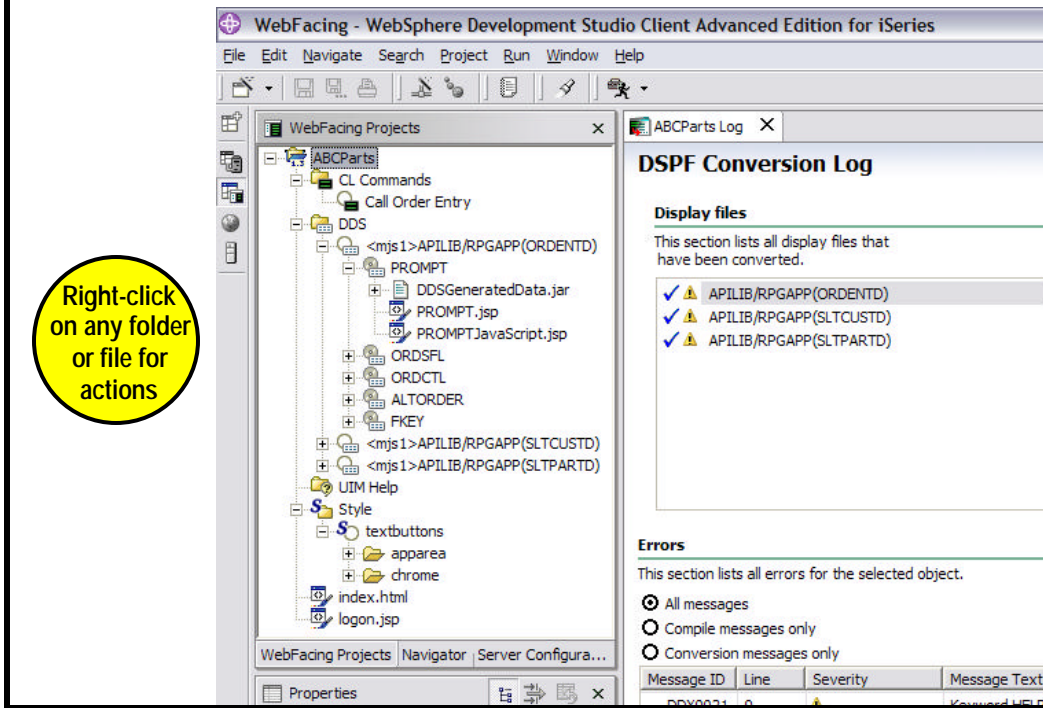 WebFacing - WebSphere Development Studio Client Advanced Edition for iSeries
File Edit Navigate Search Project Run Window Help
WebFacing Projects
ABCParts
CL Commands
Call Order Entry
DDS
<mjs1>APILIB/RPGAPP(ORDENTD)
PROMPT
DDSGeneratedData.jar
PROMPT.jsp
PROMPTJavaScript.jsp
ORDSFL
ORDCTL
ALTORDER
FKEY
<mjs1>APILIB/RPGAPP(SLTCUSTD)
<mjs1>APILIB/RPGAPP(SLTPARTD)
UIM Help
Style
textbuttons
apparea
chrome
index.html
logon.jsp
WebFacing Projects Navigator Server Configura...
Properties
Right-click
on any folder
or file for
actions
ABCParts Log
DSPF Conversion Log
Display files
This section lists all display files that
have been converted.
APILIB/RPGAPP(ORDENTD)
APILIB/RPGAPP(SLTCUSTD)
APILIB/RPGAPP(SLTPARTD)
Errors
This section lists all errors for the selected object.
All messages
Compile messages only
Conversion messages only
Message ID Line Severity Message Text